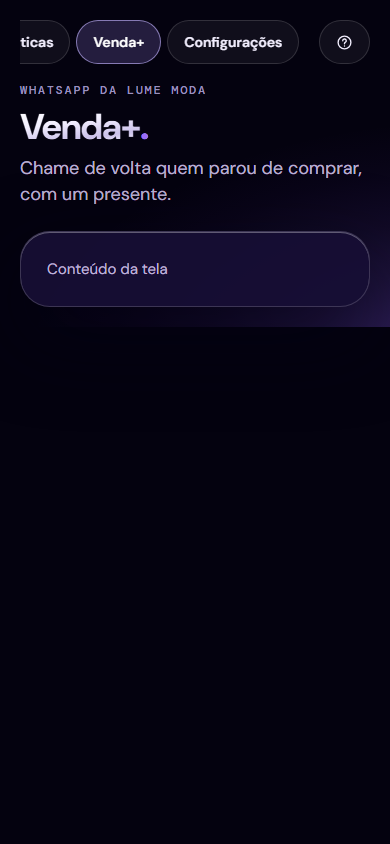 ticas
Venda+
Configurações
WHATSAPP DA LUME MODA
Venda+.
Chame de volta quem parou de comprar,
com um presente.
Conteúdo da tela